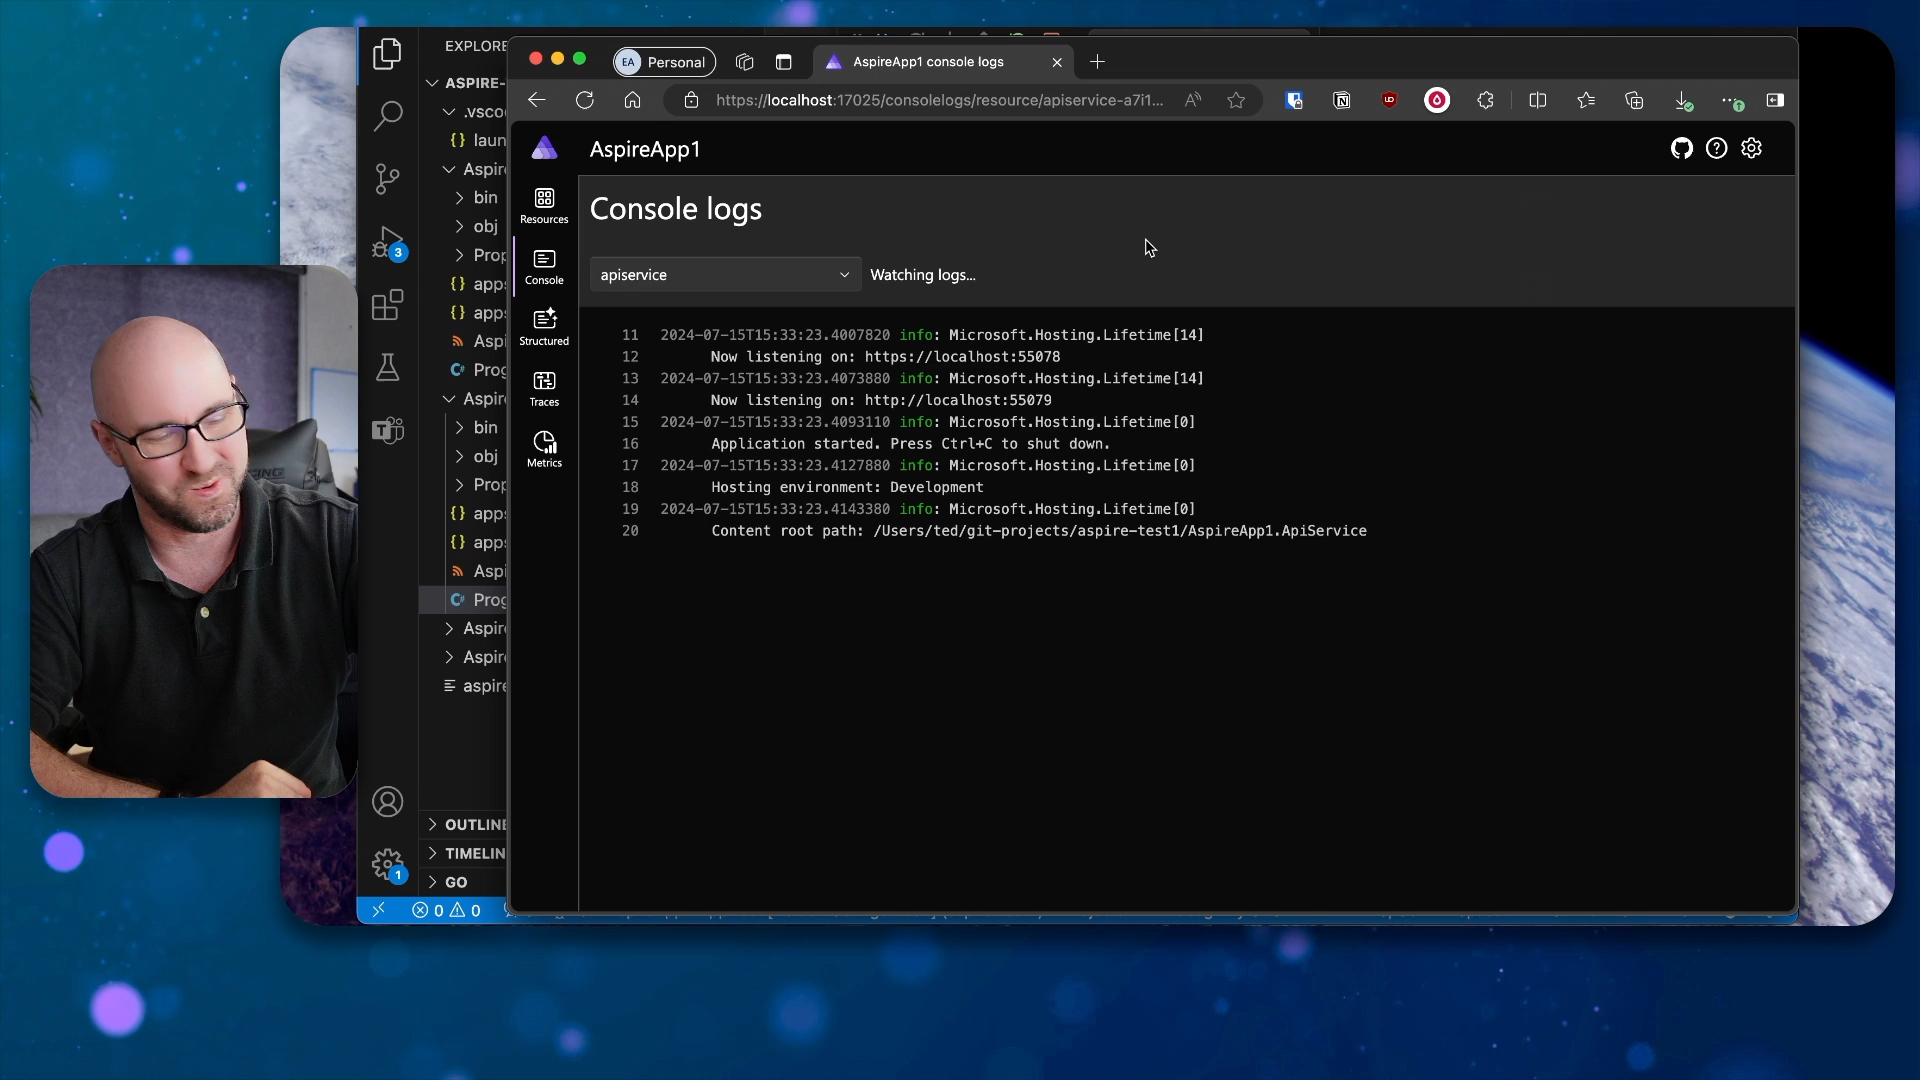 EXPLORE
ASPIRE-
.vsco
{} laun
Aspir
bin
obj
Prop
{} apps
{} apps
Aspi
C# Prog
Aspir
bin
obj
Prop
{} apps
{} apps
Aspi
C# Prog
Aspir
Aspir
aspire
OUTLINE
TIMELIN
GO
3
1
0 0
EA Personal
AspireApp1 console logs
https://localhost:17025/consolelogs/resource/apiservice-a7i1...
AspireApp1
Resources
Console
Structured
Traces
Metrics
Console logs
apiservice
Watching logs...
11 2024-07-15T15:33:23.4007820 info: Microsoft.Hosting.Lifetime[14]
12 Now listening on: https://localhost:55078
13 2024-07-15T15:33:23.4073880 info: Microsoft.Hosting.Lifetime[14]
14 Now listening on: http://localhost:55079
15 2024-07-15T15:33:23.4093110 info: Microsoft.Hosting.Lifetime[0]
16 Application started. Press Ctrl+C to shut down.
17 2024-07-15T15:33:23.4127880 info: Microsoft.Hosting.Lifetime[0]
18 Hosting environment: Development
19 2024-07-15T15:33:23.4143380 info: Microsoft.Hosting.Lifetime[0]
20 Content root path: /Users/ted/git-projects/aspire-test1/AspireApp1.ApiService